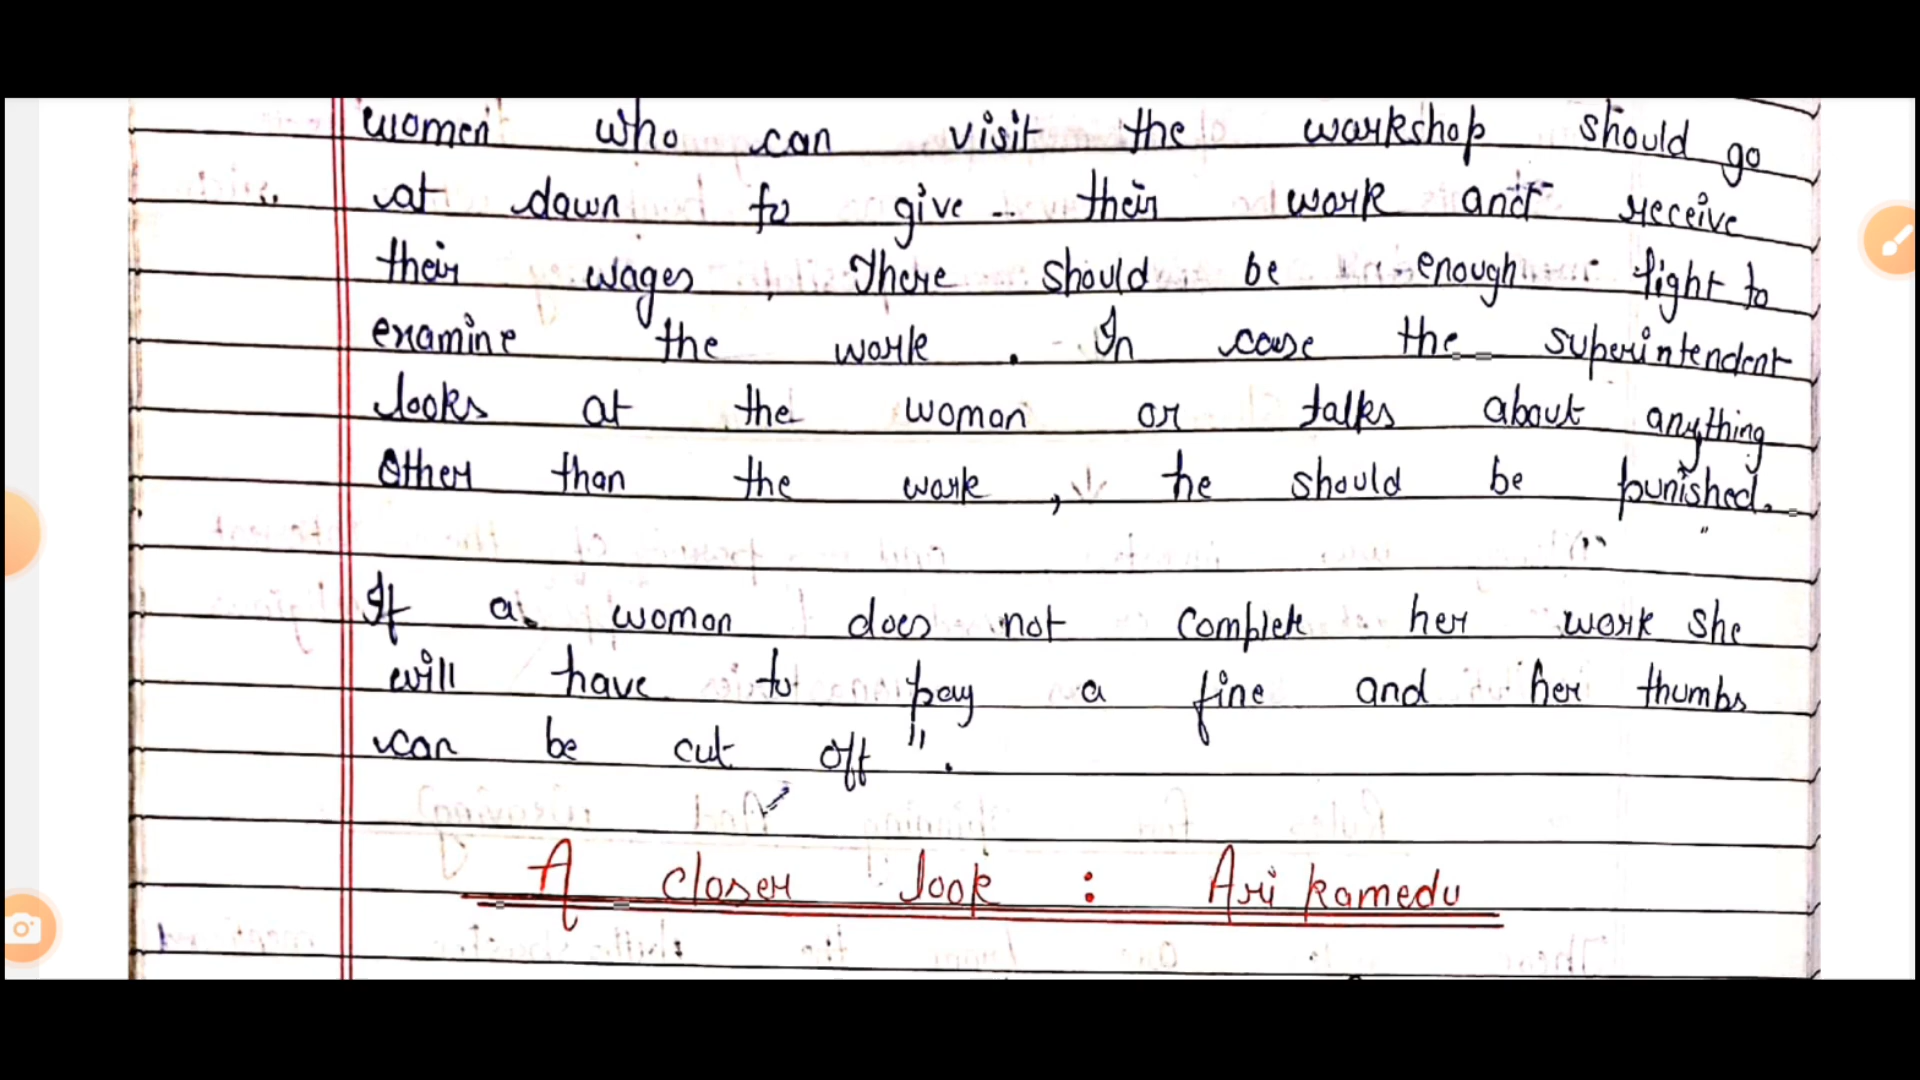 women who can visit the workshop should go
at dawn to give their work and receive
their wages. There should be enough light to
examine the work. In case the superintendent
looks at the woman or talks about anything
other than the work, he should be punished.
If a woman does not complete her work she
will have to pay a fine and her thumbs
can be cut off".
A closer look : Arikamedu